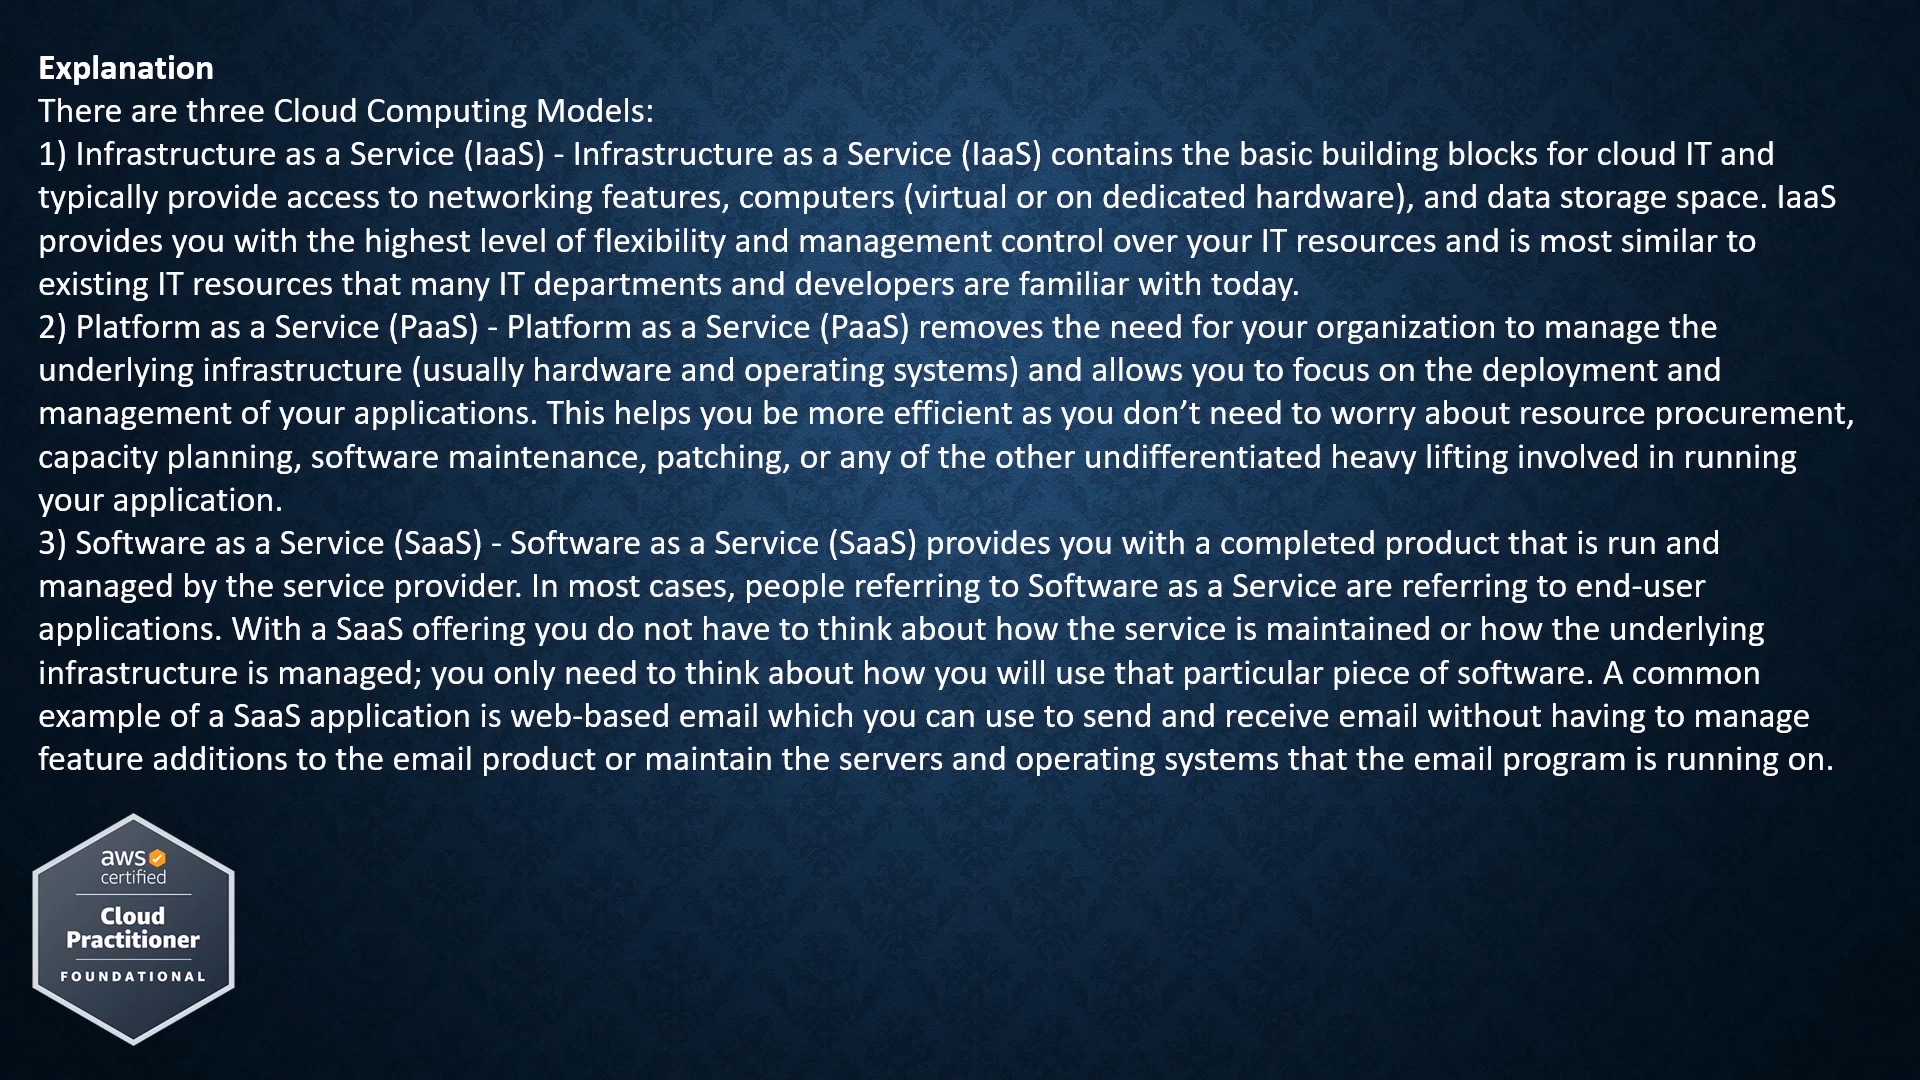 Explanation
There are three Cloud Computing Models:
1) Infrastructure as a Service (IaaS) - Infrastructure as a Service (IaaS) contains the basic building blocks for cloud IT and
typically provide access to networking features, computers (virtual or on dedicated hardware), and data storage space. IaaS
provides you with the highest level of flexibility and management control over your IT resources and is most similar to
existing IT resources that many IT departments and developers are familiar with today.
2) Platform as a Service (PaaS) - Platform as a Service (PaaS) removes the need for your organization to manage the
underlying infrastructure (usually hardware and operating systems) and allows you to focus on the deployment and
management of your applications. This helps you be more efficient as you don’t need to worry about resource procurement,
capacity planning, software maintenance, patching, or any of the other undifferentiated heavy lifting involved in running
your application.
3) Software as a Service (SaaS) - Software as a Service (SaaS) provides you with a completed product that is run and
managed by the service provider. In most cases, people referring to Software as a Service are referring to end-user
applications. With a SaaS offering you do not have to think about how the service is maintained or how the underlying
infrastructure is managed; you only need to think about how you will use that particular piece of software. A common
example of a SaaS application is web-based email which you can use to send and receive email without having to manage
feature additions to the email product or maintain the servers and operating systems that the email program is running on.
aws
certified
Cloud
Practitioner
FOUNDATIONAL